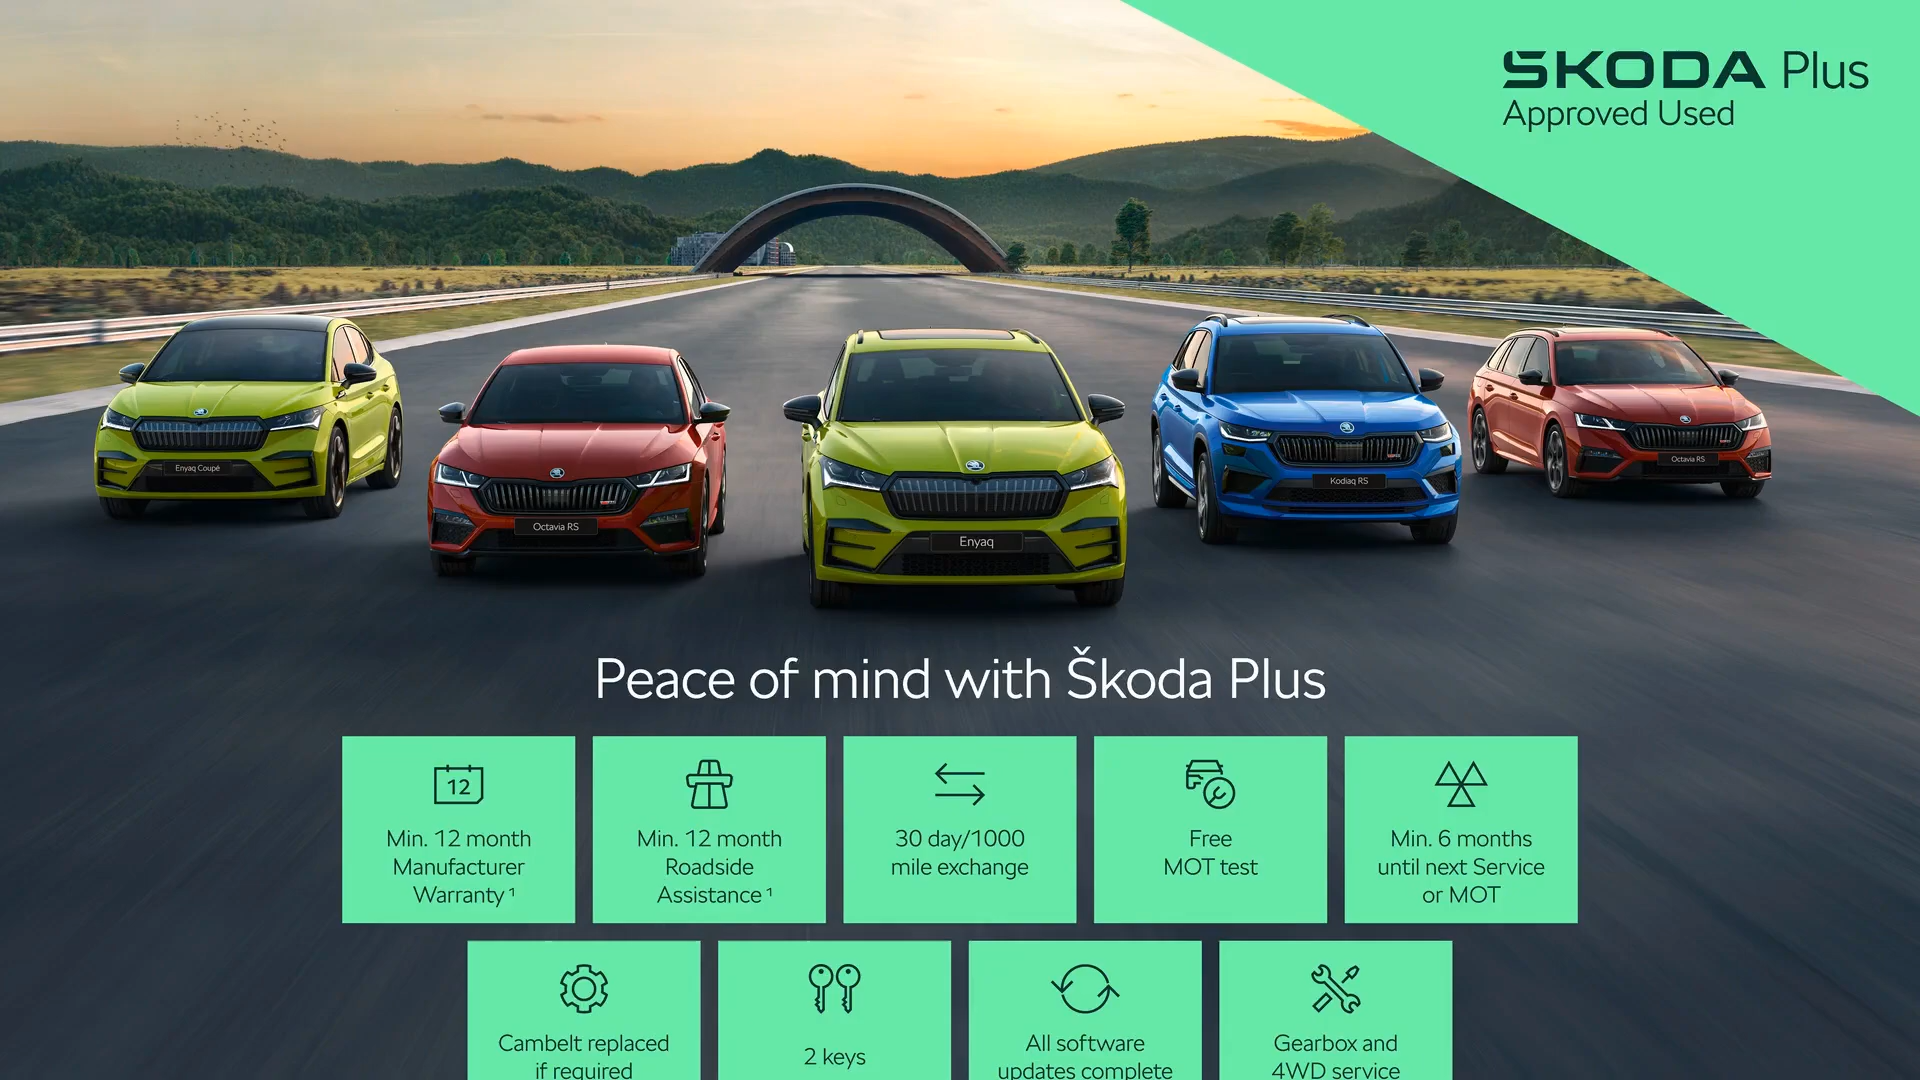 ŠKODA Plus
Approved Used
Enyaq Coupé
Octavia RS
Enyaq
Kodiaq RS
Octavia RS
Peace of mind with Škoda Plus
12
Min. 12 month
Manufacturer
Warranty ¹
Min. 12 month
Roadside
Assistance ¹
30 day/1000
mile exchange
Free
MOT test
Min. 6 months
until next Service
or MOT
Cambelt replaced
if required
2 keys
All software
updates complete
Gearbox and
4WD service